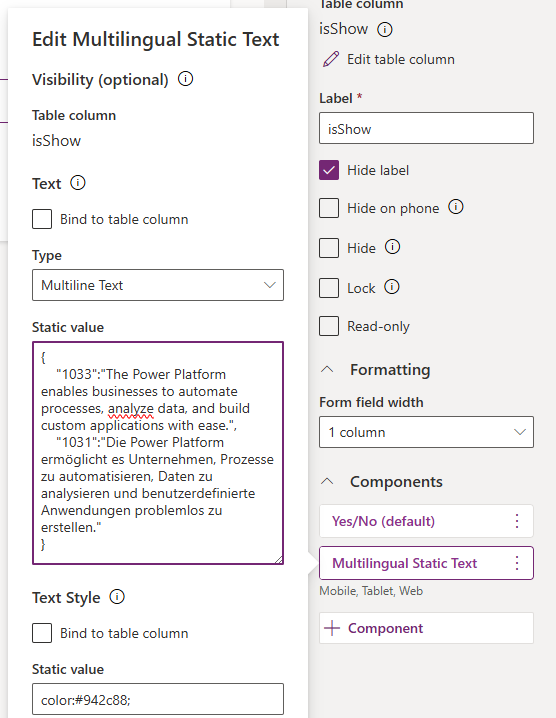 Edit Multilingual Static Text
Visibility (optional)
Table column
isShow
Text
Bind to table column
Type
Multiline Text
Static value
{
"1033":"The Power Platform
enables businesses to automate
processes, analyze data, and build
custom applications with ease.",
"1031":"Die Power Platform
ermöglicht es Unternehmen, Prozesse
zu automatisieren, Daten zu
analysieren und benutzerdefinierte
Anwendungen problemlos zu
erstellen."
}
Text Style
Bind to table column
Static value
color:#942c88;
Table column
isShow
Edit table column
Label *
isShow
Hide label
Hide on phone
Hide
Lock
Read-only
Formatting
Form field width
1 column
Components
Yes/No (default)
Multilingual Static Text
Mobile, Tablet, Web
Component